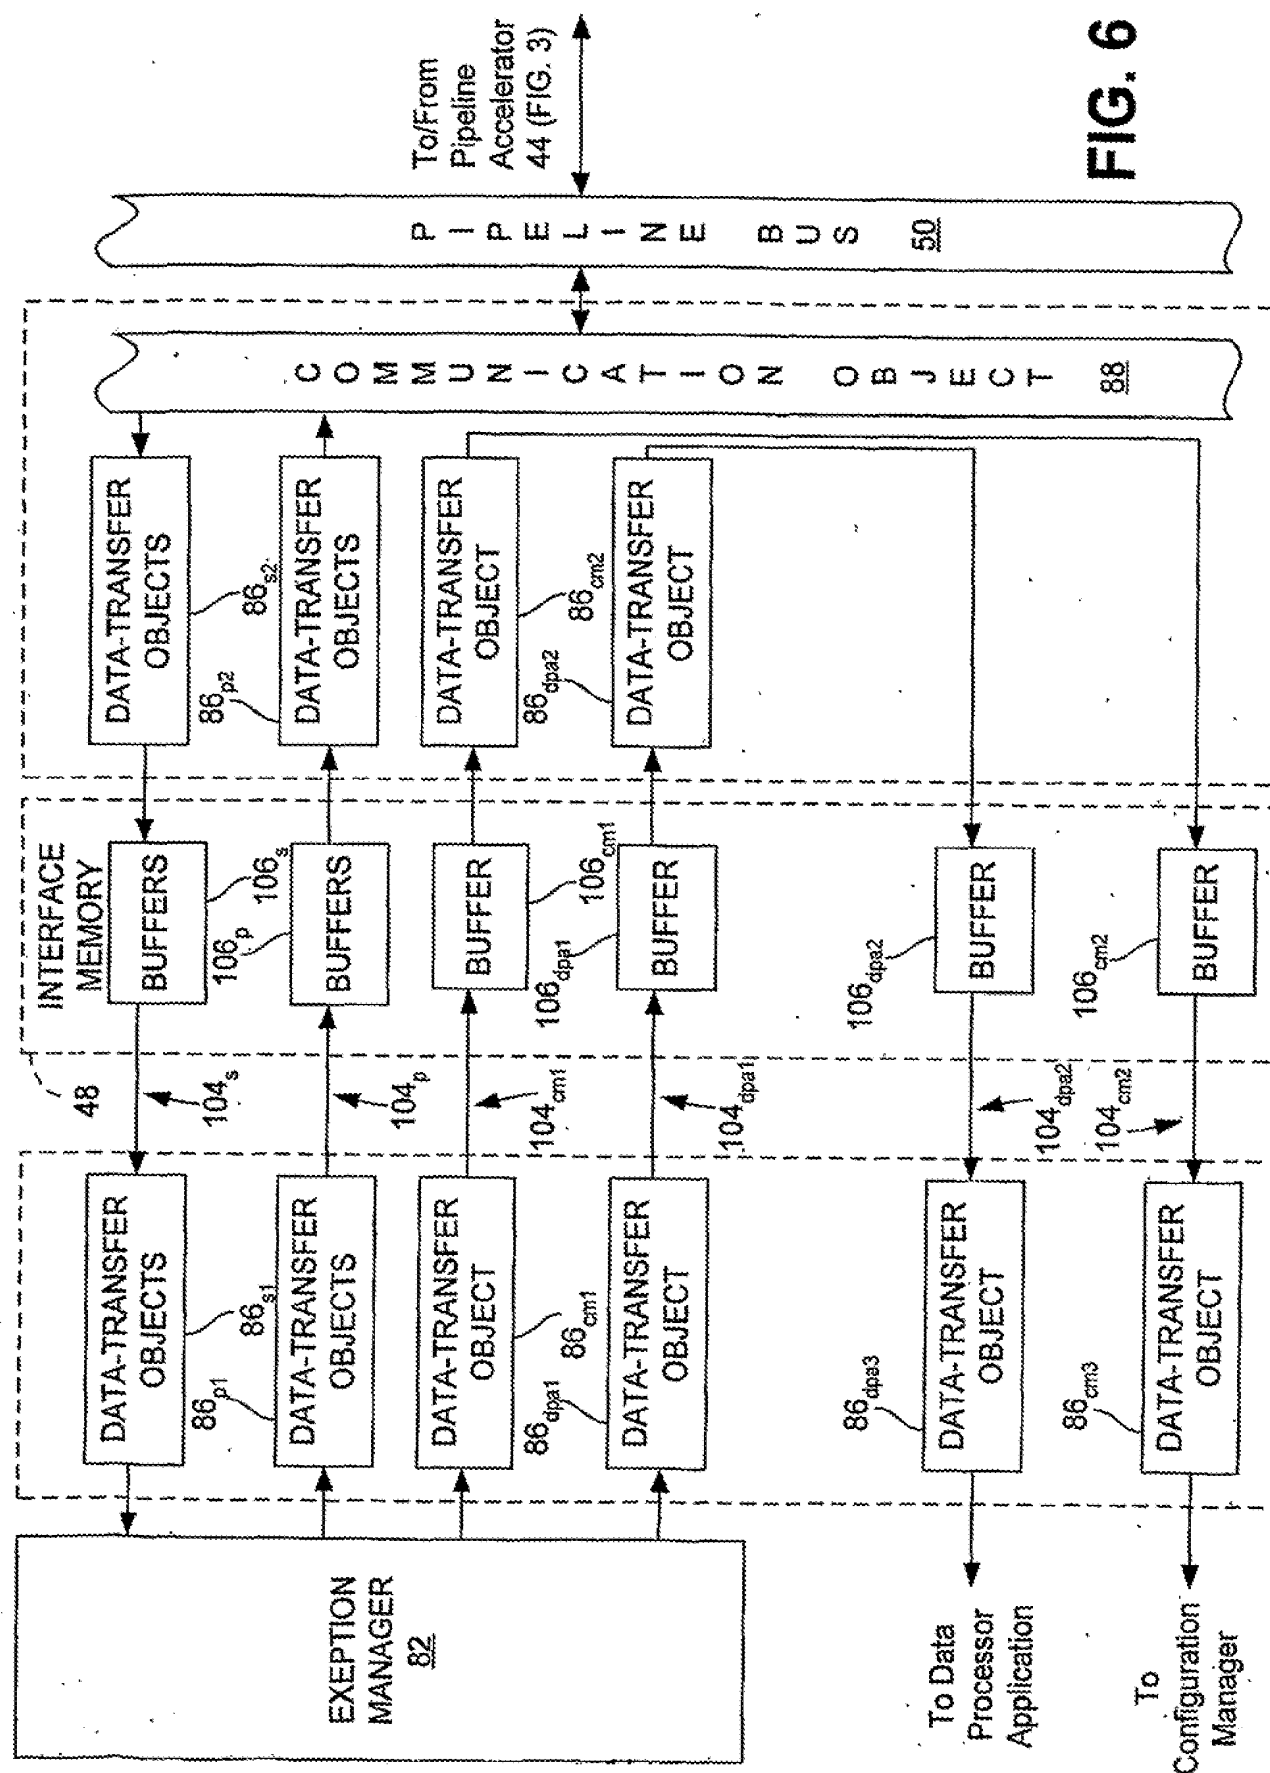 EXEPTION
MANAGER
82
To Data
Processor
Application
To
Configuration
Manager
DATA-TRANSFER
OBJECTS
86s1
86p1
DATA-TRANSFER
OBJECTS
DATA-TRANSFER
OBJECT
86cm1
86dpa1
DATA-TRANSFER
OBJECT
86dpa3
DATA-TRANSFER
OBJECT
86cm3
DATA-TRANSFER
OBJECT
48
104s
104p
104cm1
104dpa1
104dpa2
104cm2
INTERFACE
MEMORY
BUFFERS
106s
106p
BUFFERS
BUFFER
106cm1
106dpa1
BUFFER
106dpa2
BUFFER
106cm2
BUFFER
DATA-TRANSFER
OBJECTS
86s2
86p2
DATA-TRANSFER
OBJECTS
DATA-TRANSFER
OBJECT
86cm2
86dpa2
DATA-TRANSFER
OBJECT
COMMUNICATION OBJECT
88
PIPELINE BUS
50
To/From
Pipeline
Accelerator
44 (FIG. 3)
FIG. 6